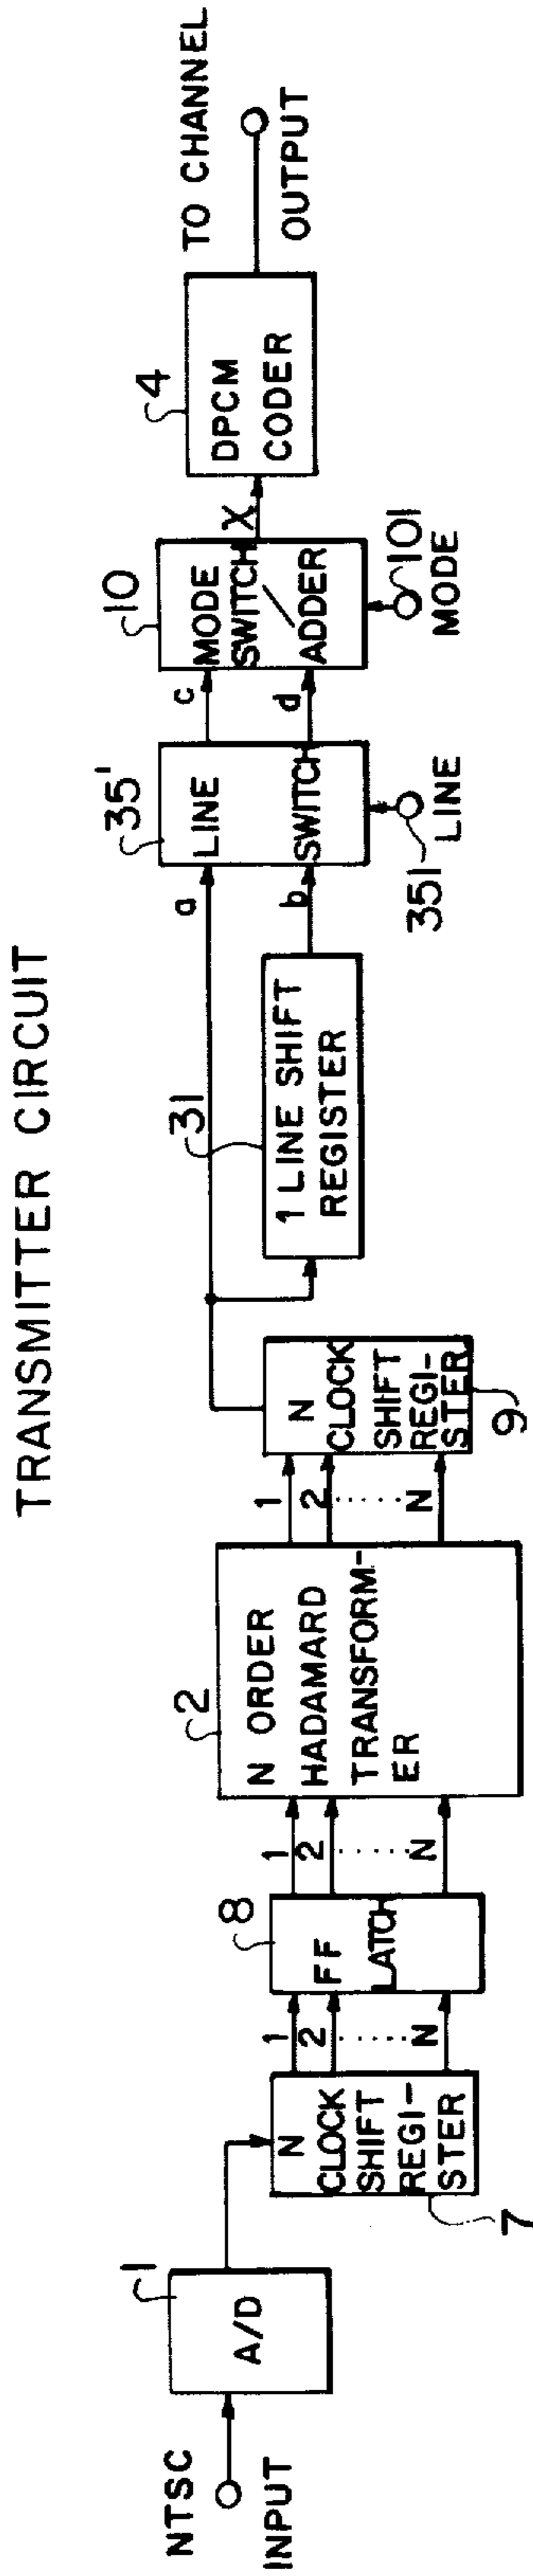 TRANSMITTER CIRCUIT
NTSC
INPUT
1
A/D
7
N
CLOCK
SHIFT
REGI-
STER
1
2
......N
8
FF
LATCH
1
2
......N
2
N ORDER
HADAMARD
TRANSFORM-
ER
1
2
......N
9
N
CLOCK
SHIFT
REGI-
STER
31
1 LINE SHIFT
REGISTER
a
b
35'
LINE
SWITCH
351
LINE
c
d
10
MODE
SWITCH
/
ADDER
101
MODE
X
4
DPCM
CODER
TO CHANNEL
OUTPUT